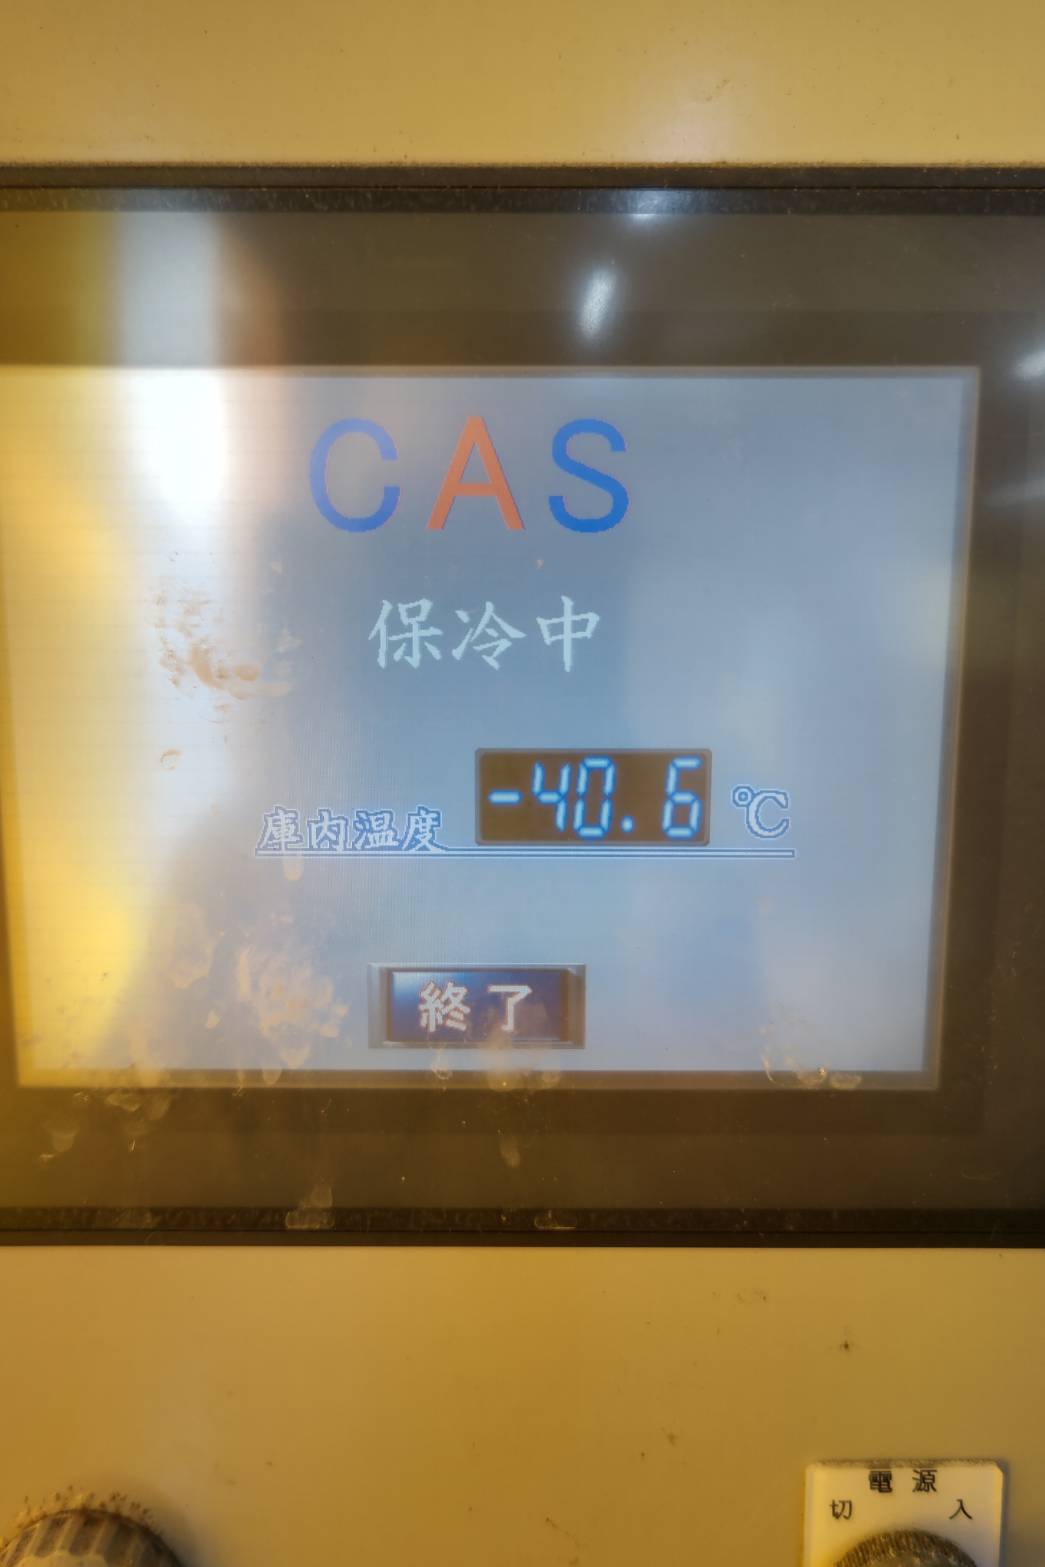 CAS
保冷中
庫内温度 -40.6 ℃
終了
電源
切 入